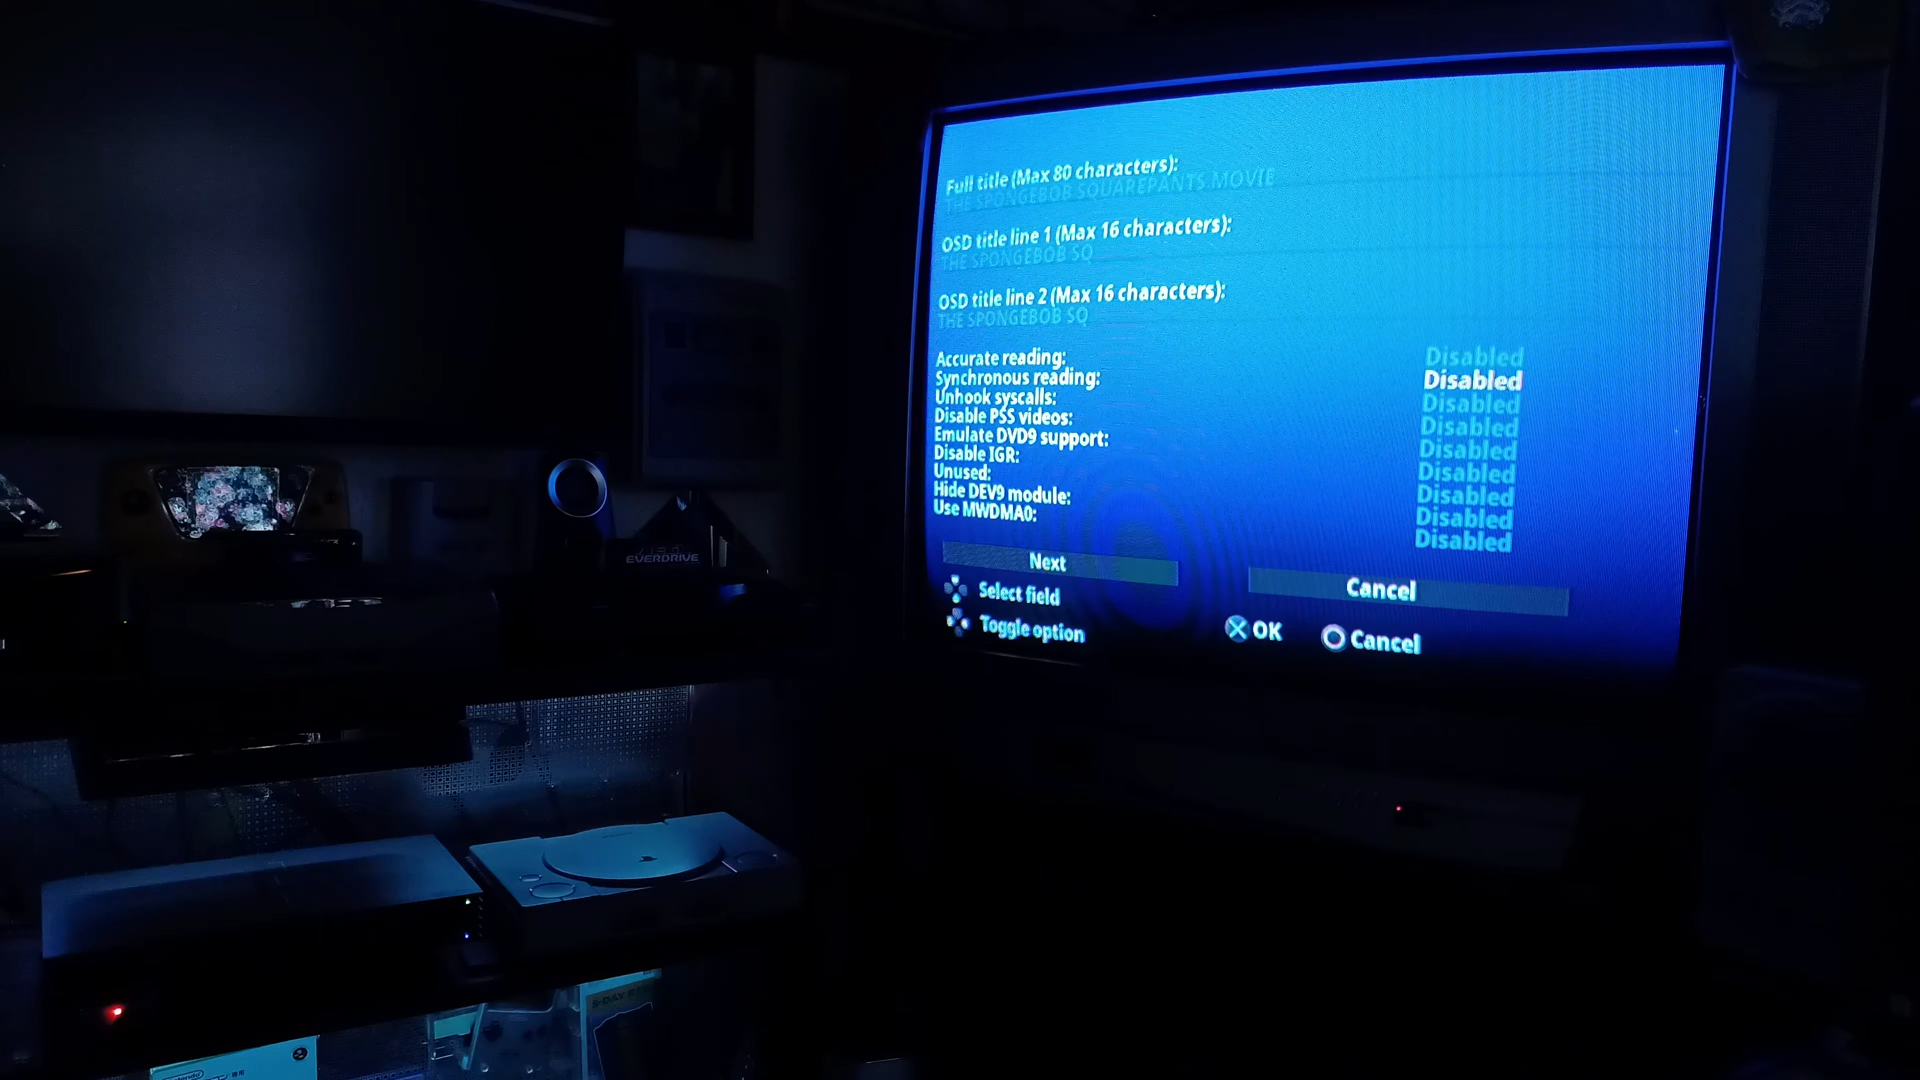 Full title (Max 80 characters):
THE SPONGEBOB SQUAREPANTS MOVIE
OSD title line 1 (Max 16 characters):
THE SPONGEBOB SQ
OSD title line 2 (Max 16 characters):
THE SPONGEBOB SQ
Accurate reading: Disabled
Synchronous reading: Disabled
Unhook syscalls: Disabled
Disable PSS videos: Disabled
Emulate DVD9 support: Disabled
Disable IGR: Disabled
Unused: Disabled
Hide DEV9 module: Disabled
Use MWDMA0: Disabled
Next
Cancel
Select field
Toggle option
OK
Cancel
EVERDRIVE
Nintendo